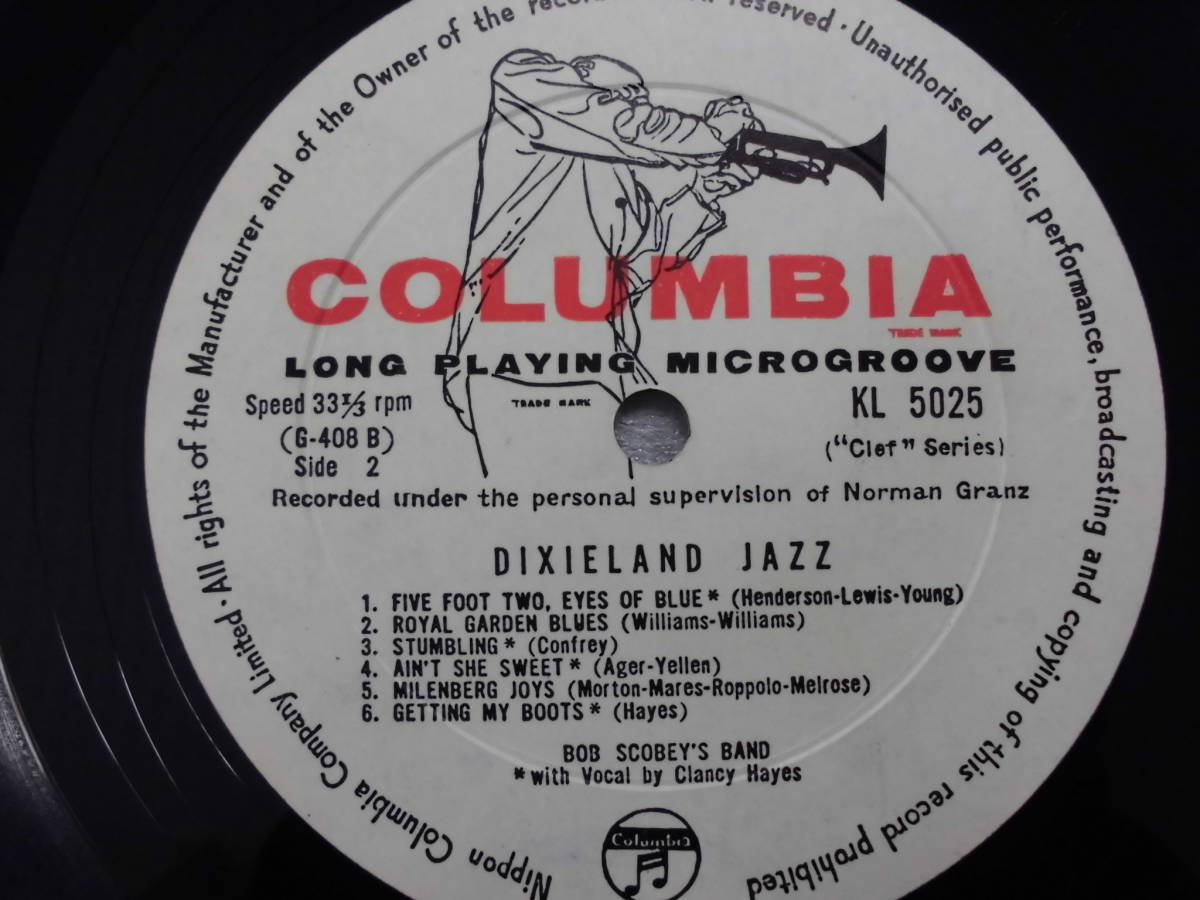 Nippon Columbia Company Limited · All rights of the Manufacturer and of the Owner of the recor reserved · Unauthorised public performance, broadcasting and copying of this record prohibited
COLUMBIA
TRADE MARK
LONG PLAYING MICROGROOVE
TRADE MARK
Speed 33⅓ rpm
KL 5025
(G-408 B)
("Clef" Series)
Side 2
Recorded under the personal supervision of Norman Granz
DIXIELAND JAZZ
1. FIVE FOOT TWO, EYES OF BLUE* (Henderson-Lewis-Young)
2. ROYAL GARDEN BLUES (Williams-Williams)
3. STUMBLING* (Confrey)
4. AIN'T SHE SWEET* (Ager-Yellen)
5. MILENBERG JOYS (Morton-Mares-Roppolo-Melrose)
6. GETTING MY BOOTS* (Hayes)
BOB SCOBEY'S BAND
*with Vocal by Clancy Hayes
Columbia